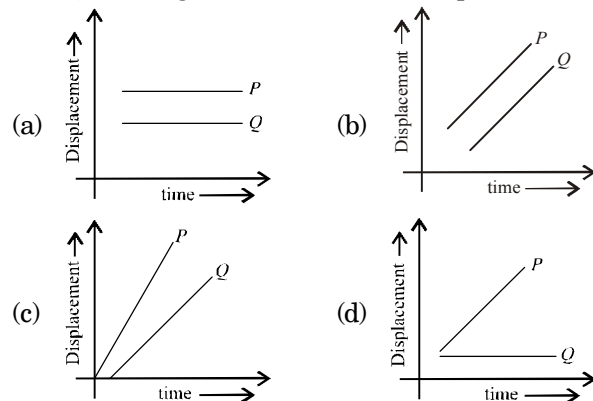 (a)
Displacement
P
Q
time
(b)
Displacement
P
Q
time
(c)
Displacement
P
Q
time
(d)
Displacement
P
Q
time